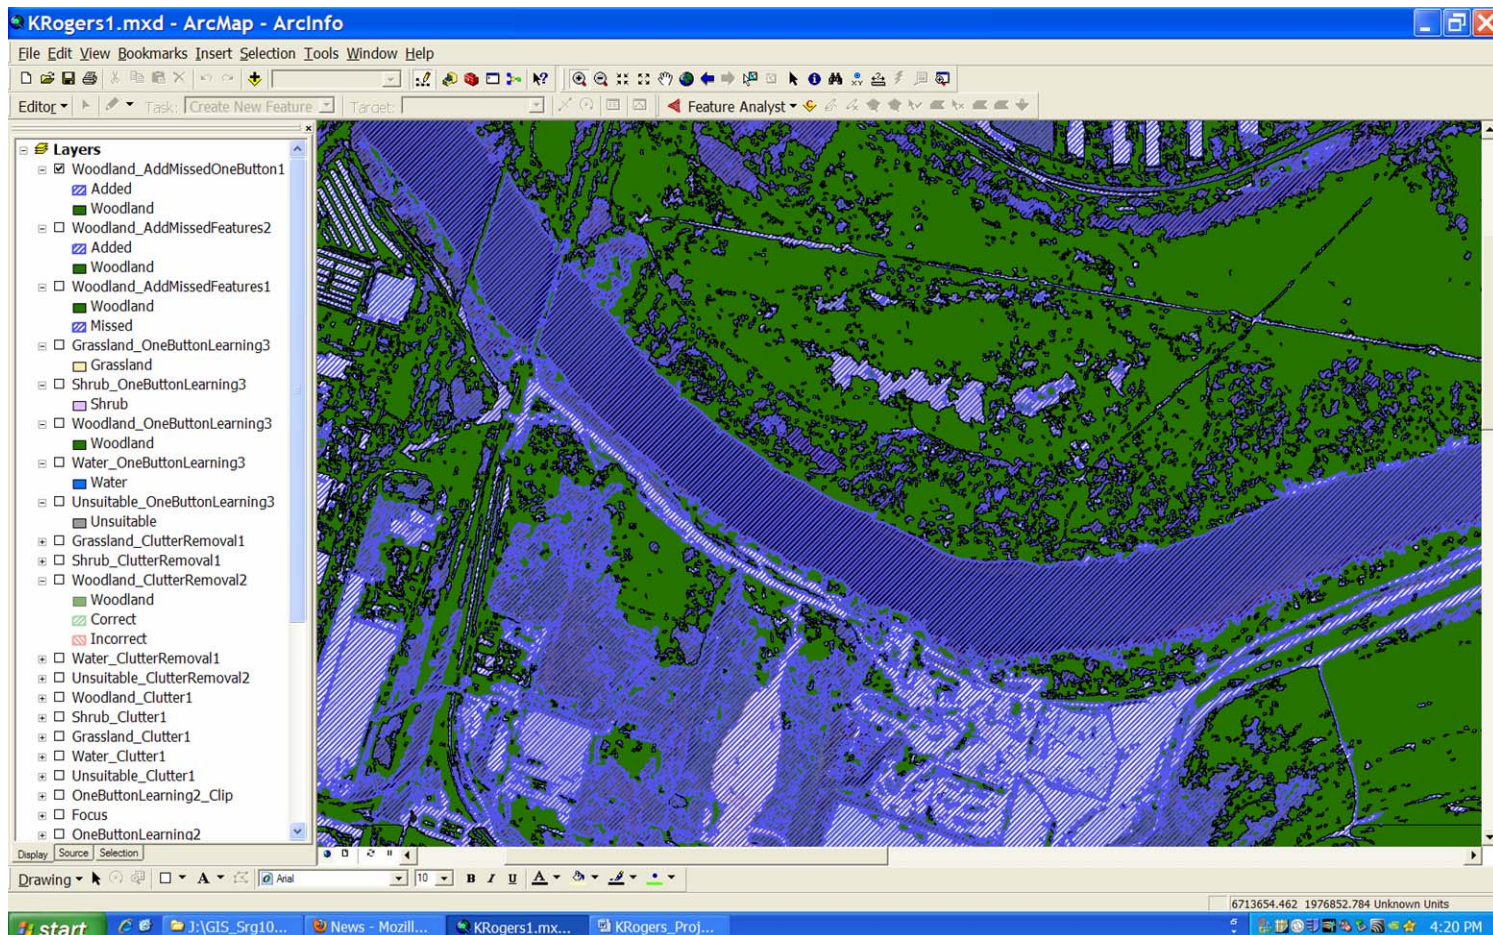 KRogers1.mxd - ArcMap - ArcInfo
File Edit View Bookmarks Insert Selection Tools Window Help
Editor Task: Create New Feature Target: Feature Analyst
Layers
Woodland_AddMissedOneButton1
Added
Woodland
Woodland_AddMissedFeatures2
Added
Woodland
Woodland_AddMissedFeatures1
Woodland
Missed
Grassland_OneButtonLearning3
Grassland
Shrub_OneButtonLearning3
Shrub
Woodland_OneButtonLearning3
Woodland
Water_OneButtonLearning3
Water
Unsuitable_OneButtonLearning3
Unsuitable
Grassland_ClutterRemoval1
Shrub_ClutterRemoval1
Woodland_ClutterRemoval2
Woodland
Correct
Incorrect
Water_ClutterRemoval1
Unsuitable_ClutterRemoval2
Woodland_Clutter1
Shrub_Clutter1
Grassland_Clutter1
Water_Clutter1
Unsuitable_Clutter1
OneButtonLearning2_Clip
Focus
OneButtonLearning2
Display Source Selection
Drawing A Arial 10 B I U A
6713654.462 1976852.784 Unknown Units
start J:\GIS_Srg10... News - Mozill... KRogers1.mx... KRogers_Proj... 4:20 PM